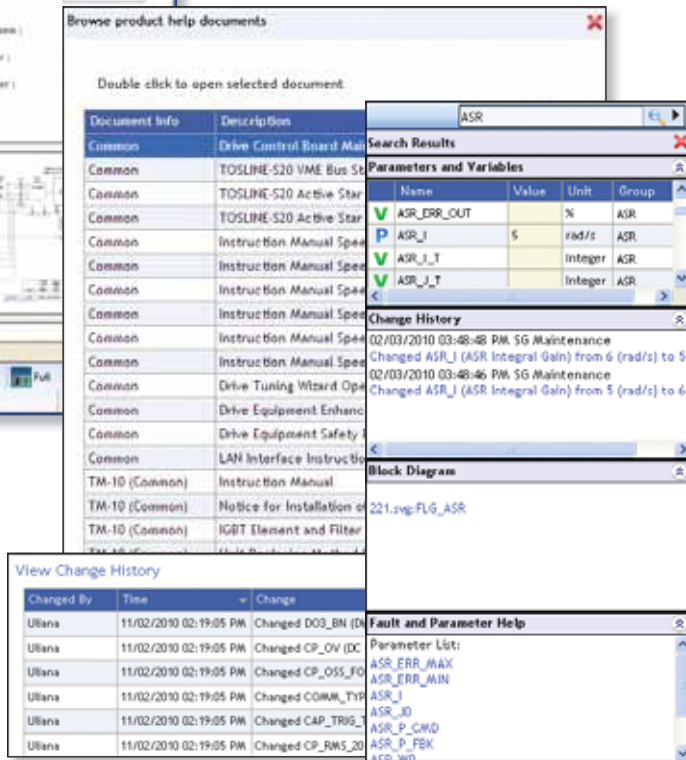 Full
Browse product help documents
Double click to open selected document
Document Info Description
Common Drive Control Board Mai
Common TOSLINE-S20 VME Bus St
Common TOSLINE-S20 Active Star
Common TOSLINE-S20 Active Star
Common Instruction Manual Spee
Common Instruction Manual Spee
Common Instruction Manual Spee
Common Instruction Manual Spee
Common Instruction Manual Spee
Common Instruction Manual Spee
Common Drive Tuning Wizard Ope
Common Drive Equipment Enhanc
Common Drive Equipment Safety
Common LAN Interface Instructio
TM-10 (Common) Instruction Manual
TM-10 (Common) Notice for Installation of
TM-10 (Common) IGBT Element and Filter
ASR
Search Results
Parameters and Variables
Name Value Unit Group
V ASR_ERR_OUT % ASR
P ASR_I 5 rad/s ASR
V ASR_I_T Integer ASR
V ASR_J_T Integer ASR
Change History
02/03/2010 03:48:48 PM SG Maintenance
Changed ASR_I (ASR Integral Gain) from 6 (rad/s) to 5
02/03/2010 03:48:46 PM SG Maintenance
Changed ASR_I (ASR Integral Gain) from 5 (rad/s) to 6
Block Diagram
221.svg:FLG_ASR
Fault and Parameter Help
Parameter List:
ASR_ERR_MAX
ASR_ERR_MIN
ASR_I
ASR_J0
ASR_P_CMD
ASR_P_FBK
View Change History
Changed By Time Change
Uliana 11/02/2010 02:19:05 PM Changed DO3_BN (Di
Uliana 11/02/2010 02:19:05 PM Changed CP_OV (DC
Uliana 11/02/2010 02:19:05 PM Changed CP_OSS_FO
Uliana 11/02/2010 02:19:05 PM Changed COMM_TYP
Uliana 11/02/2010 02:19:05 PM Changed CAP_TRIG_T
Uliana 11/02/2010 02:19:05 PM Changed CP_RMS_20